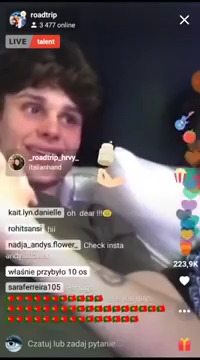 roadtrip
3 477 online
LIVE talent
_roadtrip_hrvy_
italianhand
kait.lyn.danielle oh dear !!!
rohitsansi hii
nadja_andys.flower_ Check insta
właśnie przybyło 10 os
223,9K
saraferreira105
Czatuj lub zadaj pytanie ...